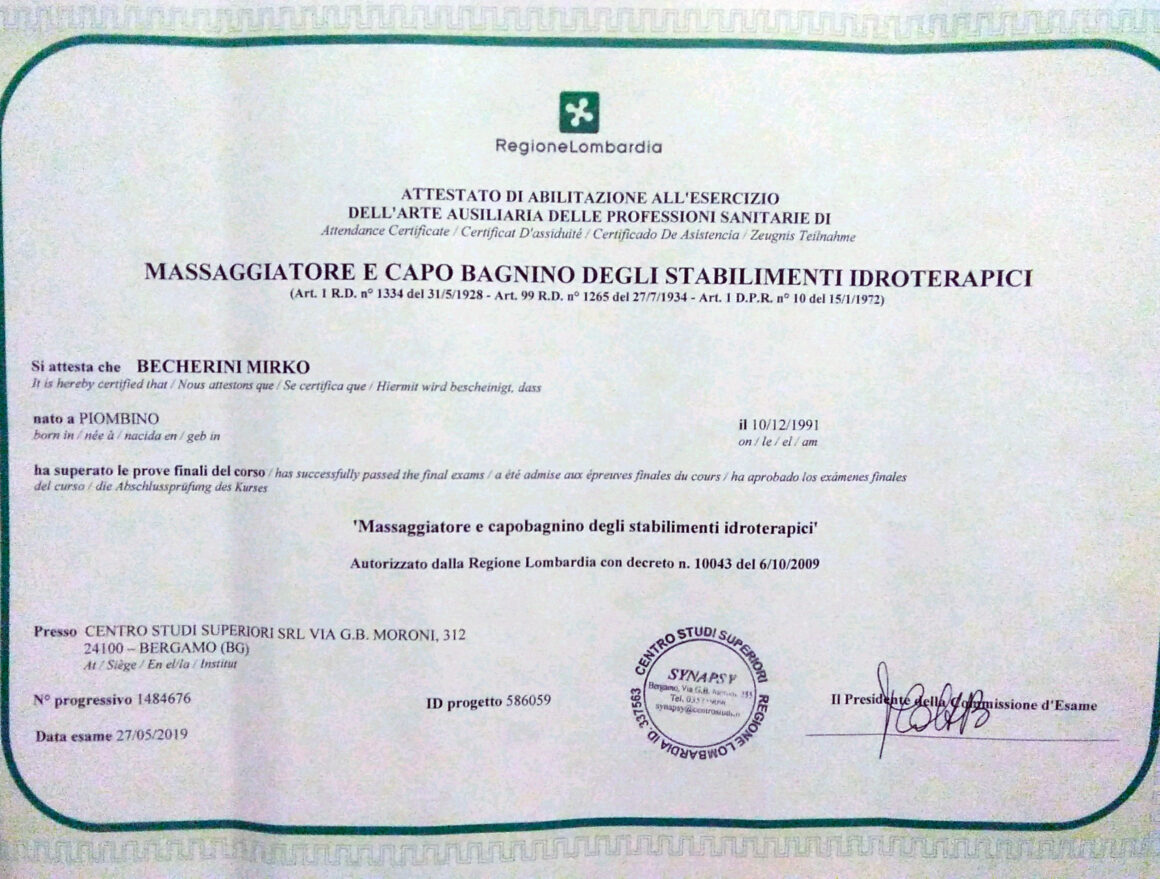 RegioneLombardia
ATTESTATO DI ABILITAZIONE ALL'ESERCIZIO
DELL'ARTE AUSILIARIA DELLE PROFESSIONI SANITARIE DI
Attendance Certificate / Certificat D'assiduité / Certificado De Asistencia / Zeugnis Teilnahme
MASSAGGIATORE E CAPO BAGNINO DEGLI STABILIMENTI IDROTERAPICI
(Art. 1 R.D. n° 1334 del 31/5/1928 - Art. 99 R.D. n° 1265 del 27/7/1934 - Art. 1 D.P.R. n° 10 del 15/1/1972)
Si attesta che BECHERINI MIRKO
It is hereby certified that / Nous attestons que / Se certifica que / Hiermit wird bescheinigt, dass
nato a PIOMBINO il 10/12/1991
born in / née à / nacida en / geb in on / le / el / am
ha superato le prove finali del corso / has successfully passed the final exams / a été admise aux épreuves finales du cours / ha aprobado los exámenes finales
del curso / die Abschlussprüfung des Kurses
'Massaggiatore e capobagnino degli stabilimenti idroterapici'
Autorizzato dalla Regione Lombardia con decreto n. 10043 del 6/10/2009
Presso CENTRO STUDI SUPERIORI SRL VIA G.B. MORONI, 312
24100 – BERGAMO (BG)
At / Siège / En el/la / Institut
N° progressivo 1484676
ID progetto 586059
Data esame 27/05/2019
CENTRO STUDI SUPERIORI
REGIONE LOMBARDIA ID. 337563
SYNAPSY
Bergamo, Via G.B.
Tel.
Il Presidente della Commissione d'Esame